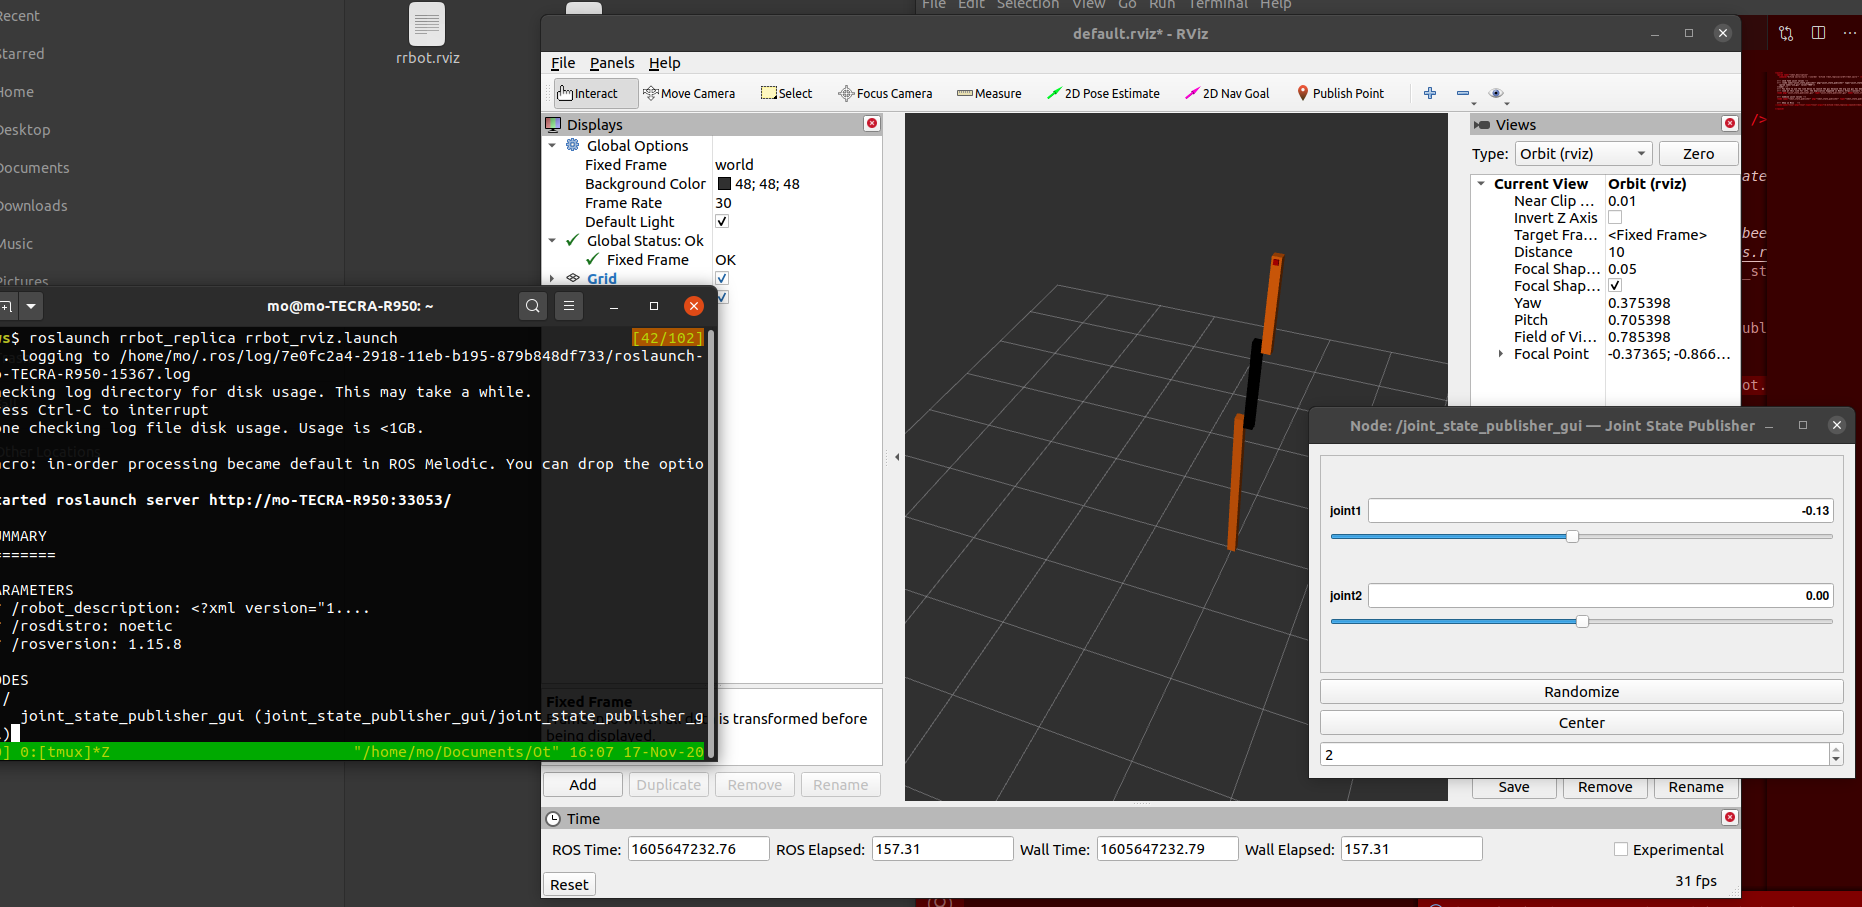 Recent
Starred
Home
Desktop
Documents
Downloads
Music
Pictures
Other Locations
rrbot.rviz
File Edit Selection View Go Run Terminal Help
default.rviz* - RViz
File Panels Help
Interact Move Camera Select Focus Camera Measure 2D Pose Estimate 2D Nav Goal Publish Point
Displays
Global Options
Fixed Frame world
Background Color 48; 48; 48
Frame Rate 30
Default Light
Global Status: Ok
Fixed Frame OK
Grid
Fixed Frame
is transformed before
being displayed.
Add Duplicate Remove Rename
Views
Type: Orbit (rviz) Zero
Current View Orbit (rviz)
Near Clip ... 0.01
Invert Z Axis
Target Fra... <Fixed Frame>
Distance 10
Focal Shap... 0.05
Focal Shap...
Yaw 0.375398
Pitch 0.705398
Field of Vi... 0.785398
Focal Point -0.37365; -0.866...
Save Remove Rename
Time
ROS Time: 1605647232.76 ROS Elapsed: 157.31 Wall Time: 1605647232.79 Wall Elapsed: 157.31 Experimental
Reset 31 fps
mo@mo-TECRA-R950: ~
s$ roslaunch rrbot_replica rrbot_rviz.launch [42/102]
. logging to /home/mo/.ros/log/7e0fc2a4-2918-11eb-b195-879b848df733/roslaunch-
o-TECRA-R950-15367.log
ecking log directory for disk usage. This may take a while.
ress Ctrl-C to interrupt
one checking log file disk usage. Usage is <1GB.
acro: in-order processing became default in ROS Melodic. You can drop the optio
tarted roslaunch server http://mo-TECRA-R950:33053/
UMMARY
=======
ARAMETERS
/robot_description: <?xml version="1....
/rosdistro: noetic
/rosversion: 1.15.8
ODES
/
joint_state_publisher_gui (joint_state_publisher_gui/joint_state_publisher_g
)
] 0:[tmux]*Z "/home/mo/Documents/Ot" 16:07 17-Nov-20
Node: /joint_state_publisher_gui — Joint State Publisher
joint1 -0.13
joint2 0.00
Randomize
Center
2
/>
ate
bee
s.r
_st
ubl
ot.